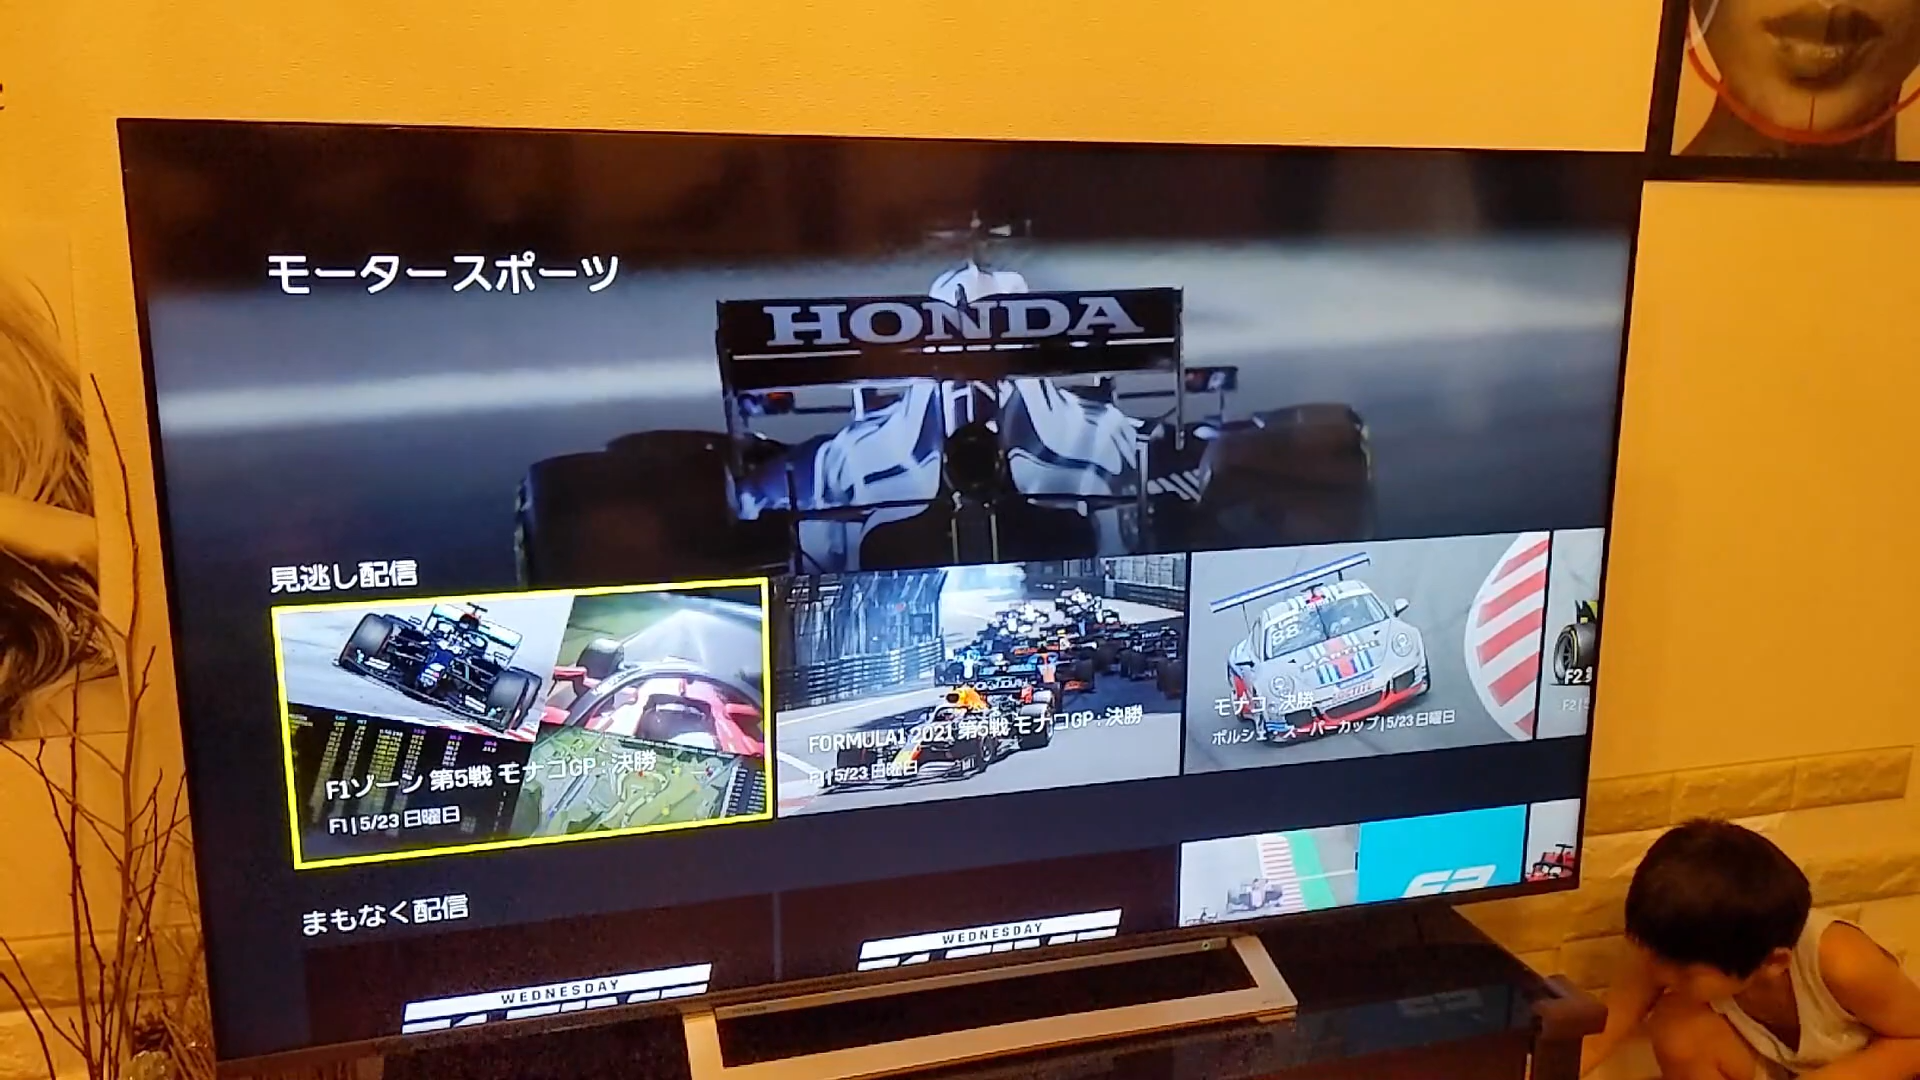 モータースポーツ
HONDA
見逃し配信
F1ゾーン 第5戦 モナコGP：決勝
F1 | 5/23 日曜日
FORMULA1 2021 第5戦 モナコGP：決勝
F1 | 5/23 日曜日
88
MARTINI
モナコ：決勝
ポルシェ・スーパーカップ | 5/23 日曜日
F2
F2 |
まもなく配信
WEDNESDAY
WEDNESDAY